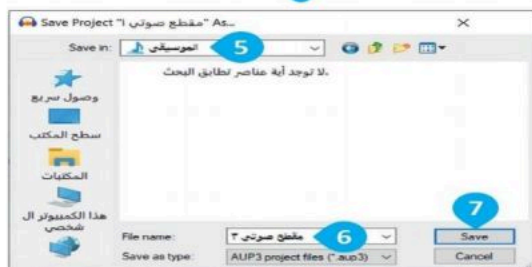 Save Project "مقطع صوتي ١" As...
Save in: الموسيقى 5
لا توجد أية عناصر تطابق البحث.
وصول سريع
سطح المكتب
المكتبات
هذا الكمبيوتر ال
شخصي
7
File name: مقطع صوتي ٣ 6 Save
Save as type: AUP3 project files (*.aup3) Cancel